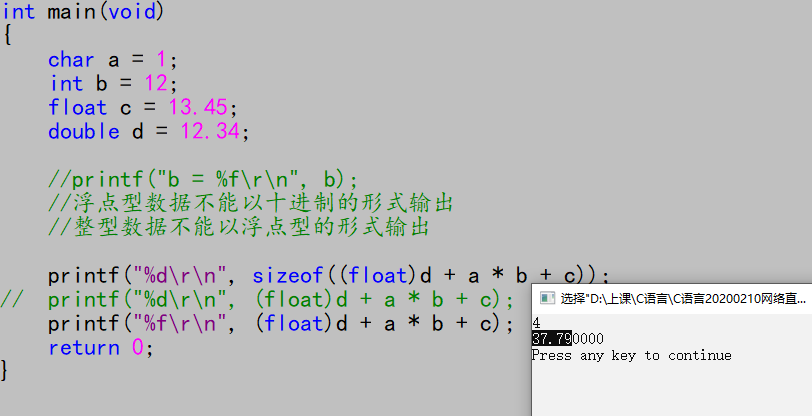 int main(void)
{
char a = 1;
int b = 12;
float c = 13.45;
double d = 12.34;
//printf("b = %f\r\n", b);
//浮点型数据不能以十进制的形式输出
//整型数据不能以浮点型的形式输出
printf("%d\r\n", sizeof((float)d + a * b + c));
// printf("%d\r\n", (float)d + a * b + c);
printf("%f\r\n", (float)d + a * b + c);
return 0;
}
选择"D:\上课\C语言\C语言20200210网络直...
4
37.790000
Press any key to continue